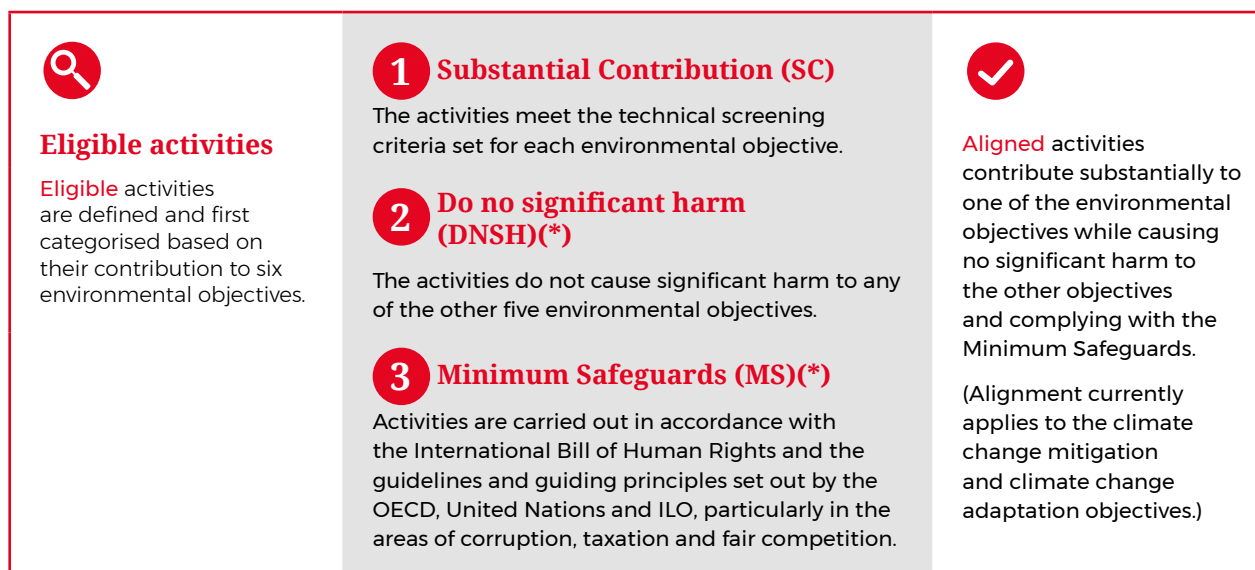 Eligible activities
Eligible activities
are defined and first
categorised based on
their contribution to six
environmental objectives.
1 Substantial Contribution (SC)
The activities meet the technical screening
criteria set for each environmental objective.
2 Do no significant harm
(DNSH)(*)
The activities do not cause significant harm to any
of the other five environmental objectives.
3 Minimum Safeguards (MS)(*)
Activities are carried out in accordance with
the International Bill of Human Rights and the
guidelines and guiding principles set out by the
OECD, United Nations and ILO, particularly in the
areas of corruption, taxation and fair competition.
Aligned activities
contribute substantially to
one of the environmental
objectives while causing
no significant harm to
the other objectives
and complying with the
Minimum Safeguards.
(Alignment currently
applies to the climate
change mitigation
and climate change
adaptation objectives.)